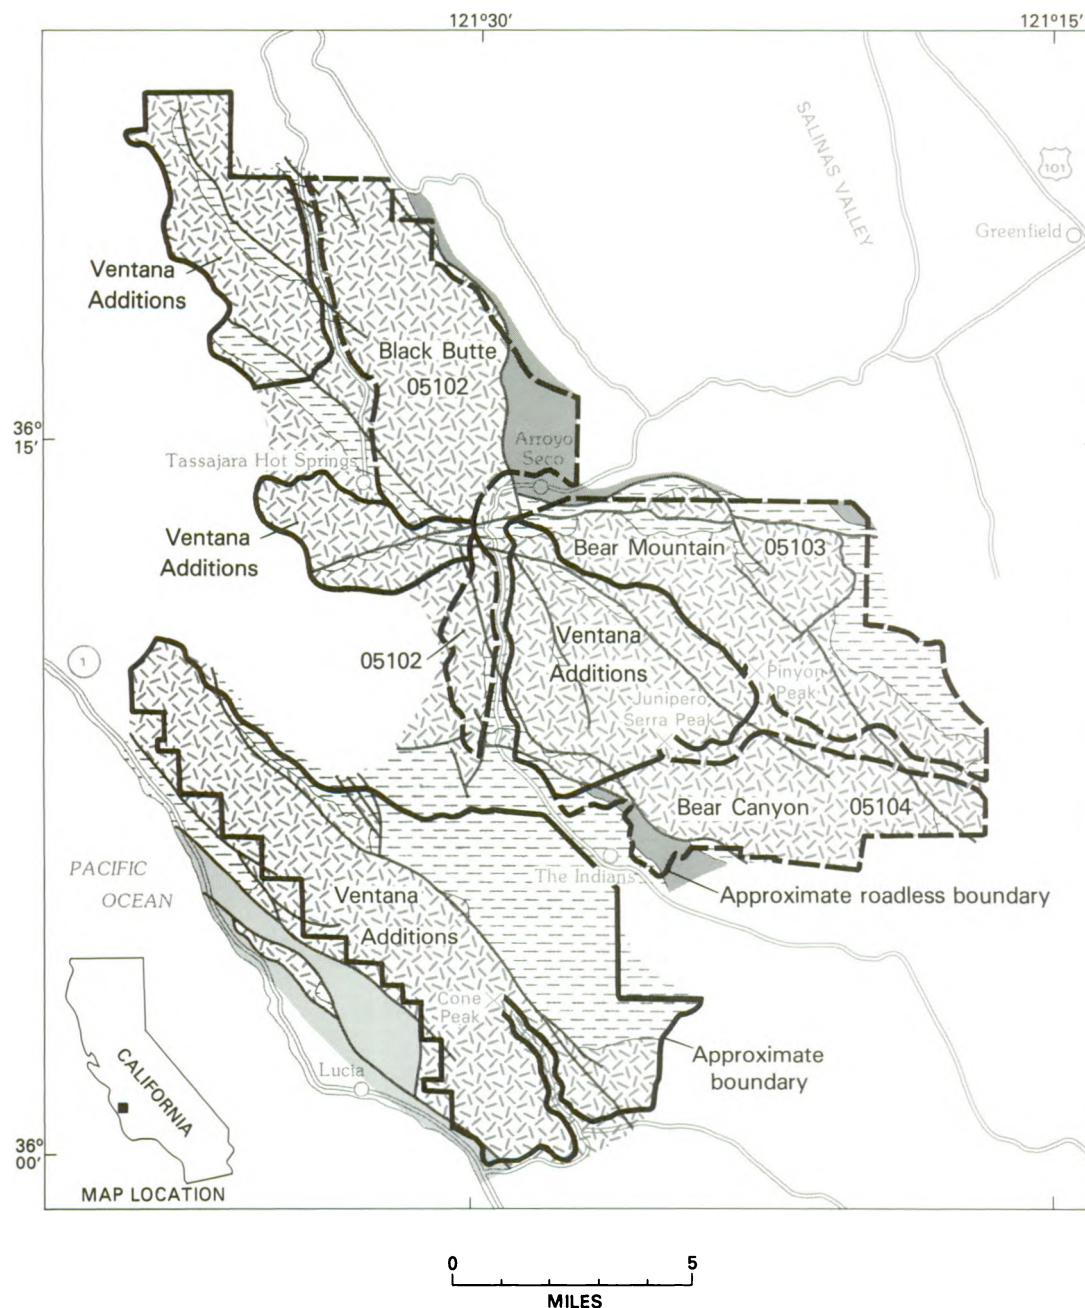 121°30′
121°15′
SALINAS VALLEY
101
Greenfield
Ventana
Additions
Black Butte
05102
36°
15′
Arroyo
Seco
Tassajara Hot Springs
Ventana
Additions
Bear Mountain 05103
Ventana
Additions
05102
1
Pinyon
Peak
Junipero
Serra Peak
Bear Canyon 05104
The Indians
Approximate roadless boundary
PACIFIC
OCEAN
Ventana
Additions
Cone
Peak
Approximate
boundary
Lucia
CALIFORNIA
36°
00′
MAP LOCATION
0 5
MILES